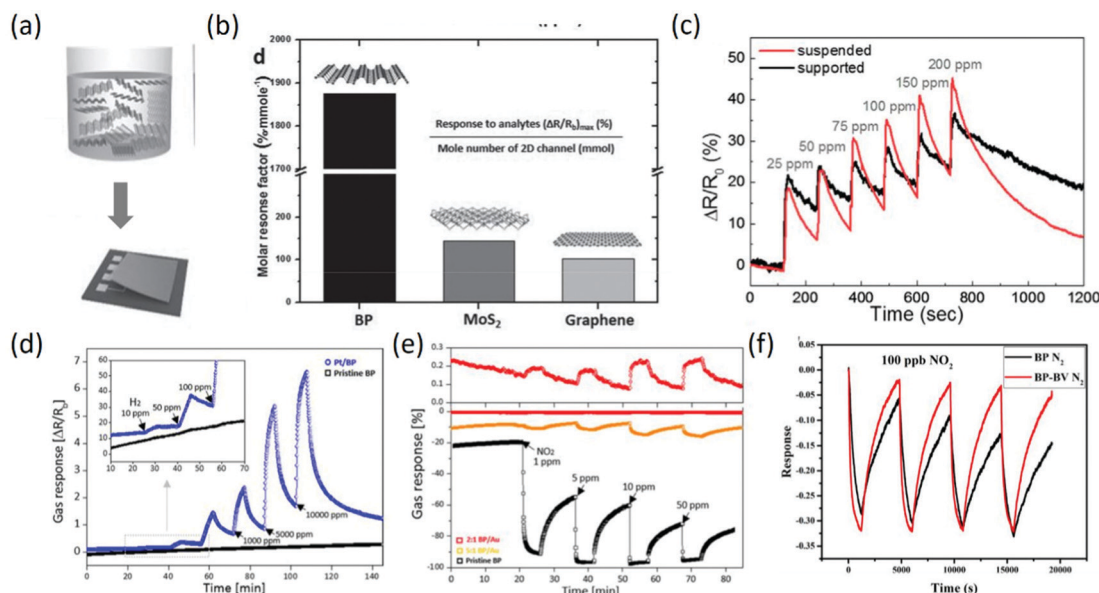 (a)
(b)
d
Molar response factor (%·mmole⁻¹)
2000
1900
1800
1700
200
100
0
Response to analytes (ΔR/Rb)max (%)
Mole number of 2D channel (mmol)
BP
MoS₂
Graphene
(c)
suspended
supported
25 ppm
50 ppm
75 ppm
100 ppm
150 ppm
200 ppm
ΔR/R₀ (%)
50
40
30
20
10
0
0 200 400 600 800 1000 1200
Time (sec)
(d)
Gas response [ΔR/Rb]
7
6
5
4
3
2
1
0
60
50
40
30
20
10
0
H₂
10 ppm
50 ppm
100 ppm
10 20 30 40 50 60 70
Pt/BP
Pristine BP
1000 ppm
5000 ppm
10000 ppm
0 20 40 60 80 100 120 140
Time [min]
(e)
Gas response [%]
0.3
0.2
0.1
0
-20
-40
-60
-80
-100
NO₂
1 ppm
5 ppm
10 ppm
50 ppm
2:1 BP/Au
5:1 BP/Au
Pristine BP
0 20 40 60 80
Time [min]
(f)
100 ppb NO₂
BP N₂
BP-BV N₂
Response
0.00
-0.05
-0.10
-0.15
-0.20
-0.25
-0.30
-0.35
0 5000 10000 15000 20000
Time (s)